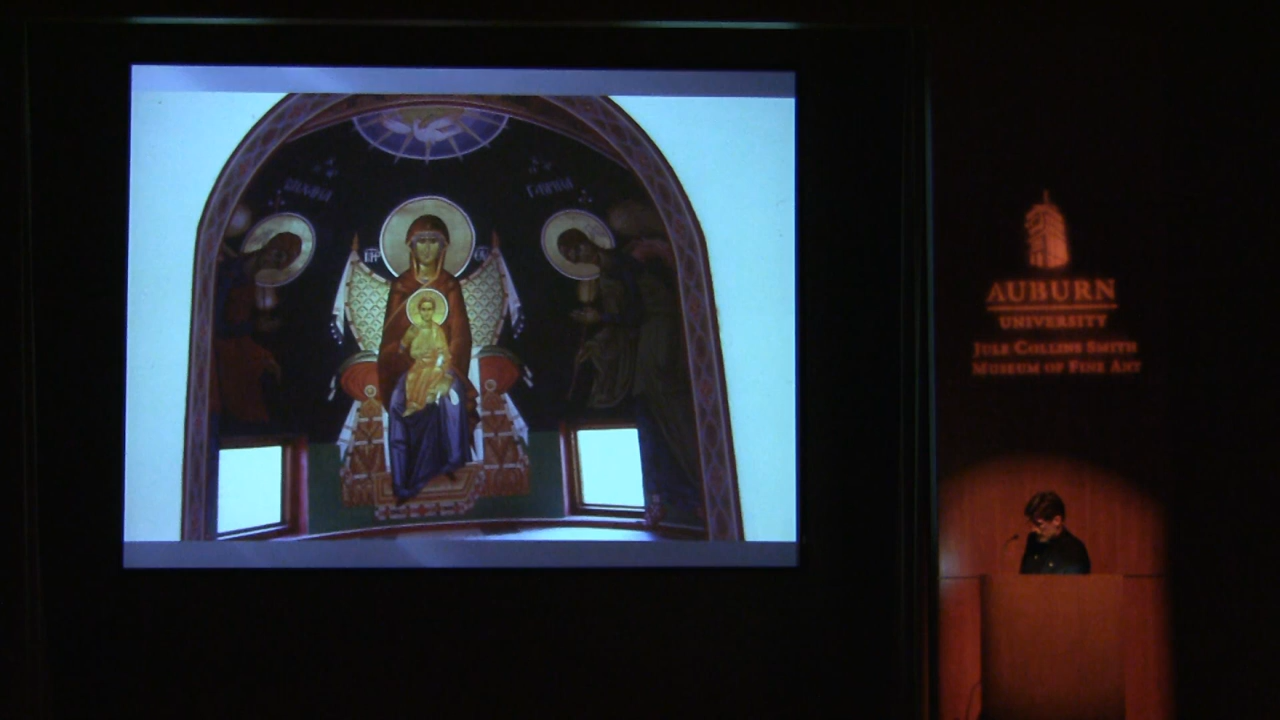 AUBURN
UNIVERSITY
JULE COLLINS SMITH
MUSEUM OF FINE ART